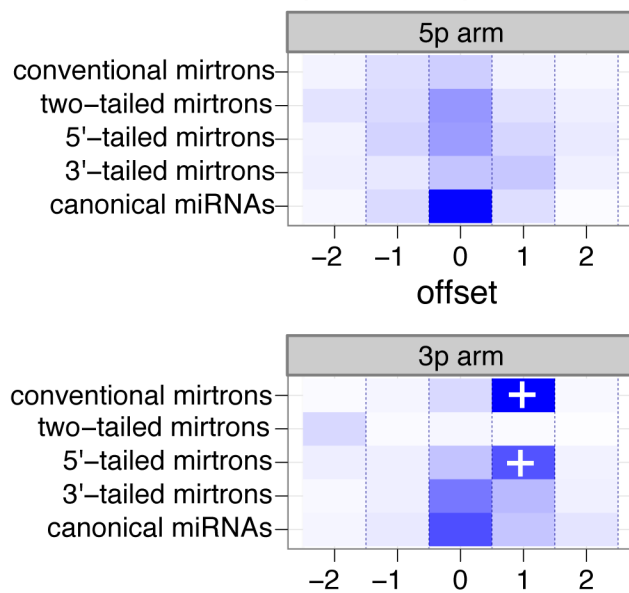 5p arm
conventional mirtrons
two−tailed mirtrons
5'−tailed mirtrons
3'−tailed mirtrons
canonical miRNAs
−2 −1 0 1 2
offset
3p arm
conventional mirtrons
two−tailed mirtrons
5'−tailed mirtrons
3'−tailed mirtrons
canonical miRNAs
−2 −1 0 1 2